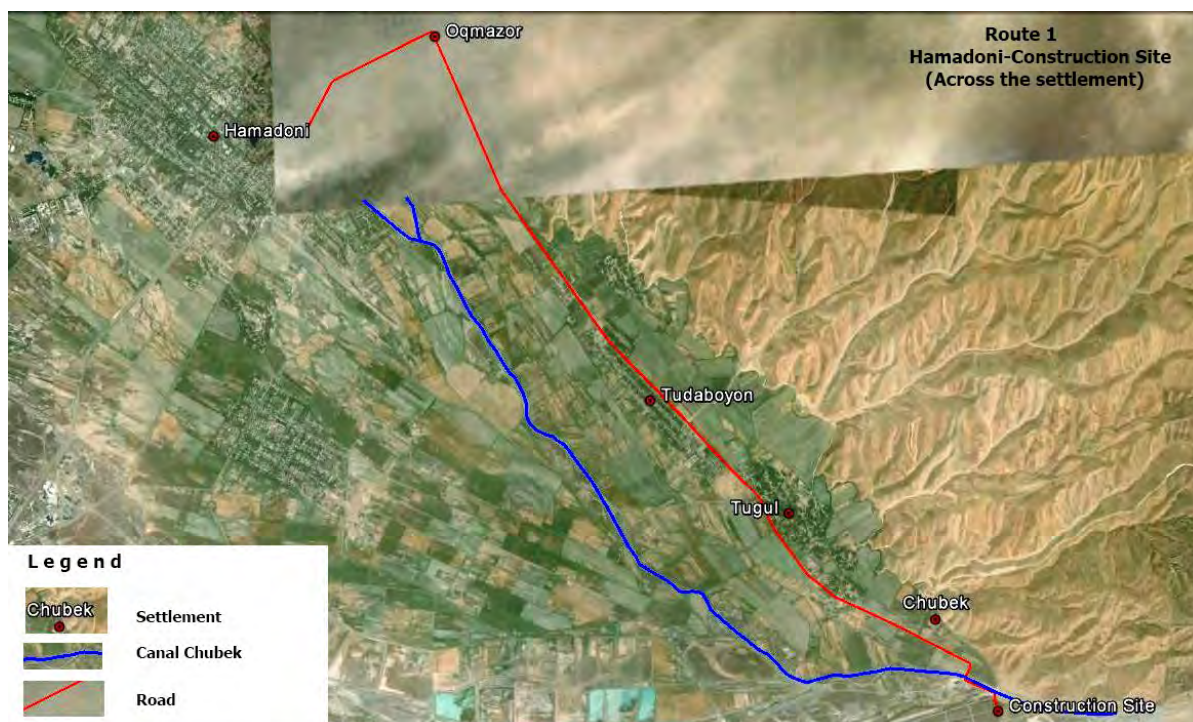 Oqmazor
Route 1
Hamadoni-Construction Site
(Across the settlement)
Hamadoni
Tudaboyon
Tugul
Chubek
Construction Site
Legend
Chubek
Settlement
Canal Chubek
Road